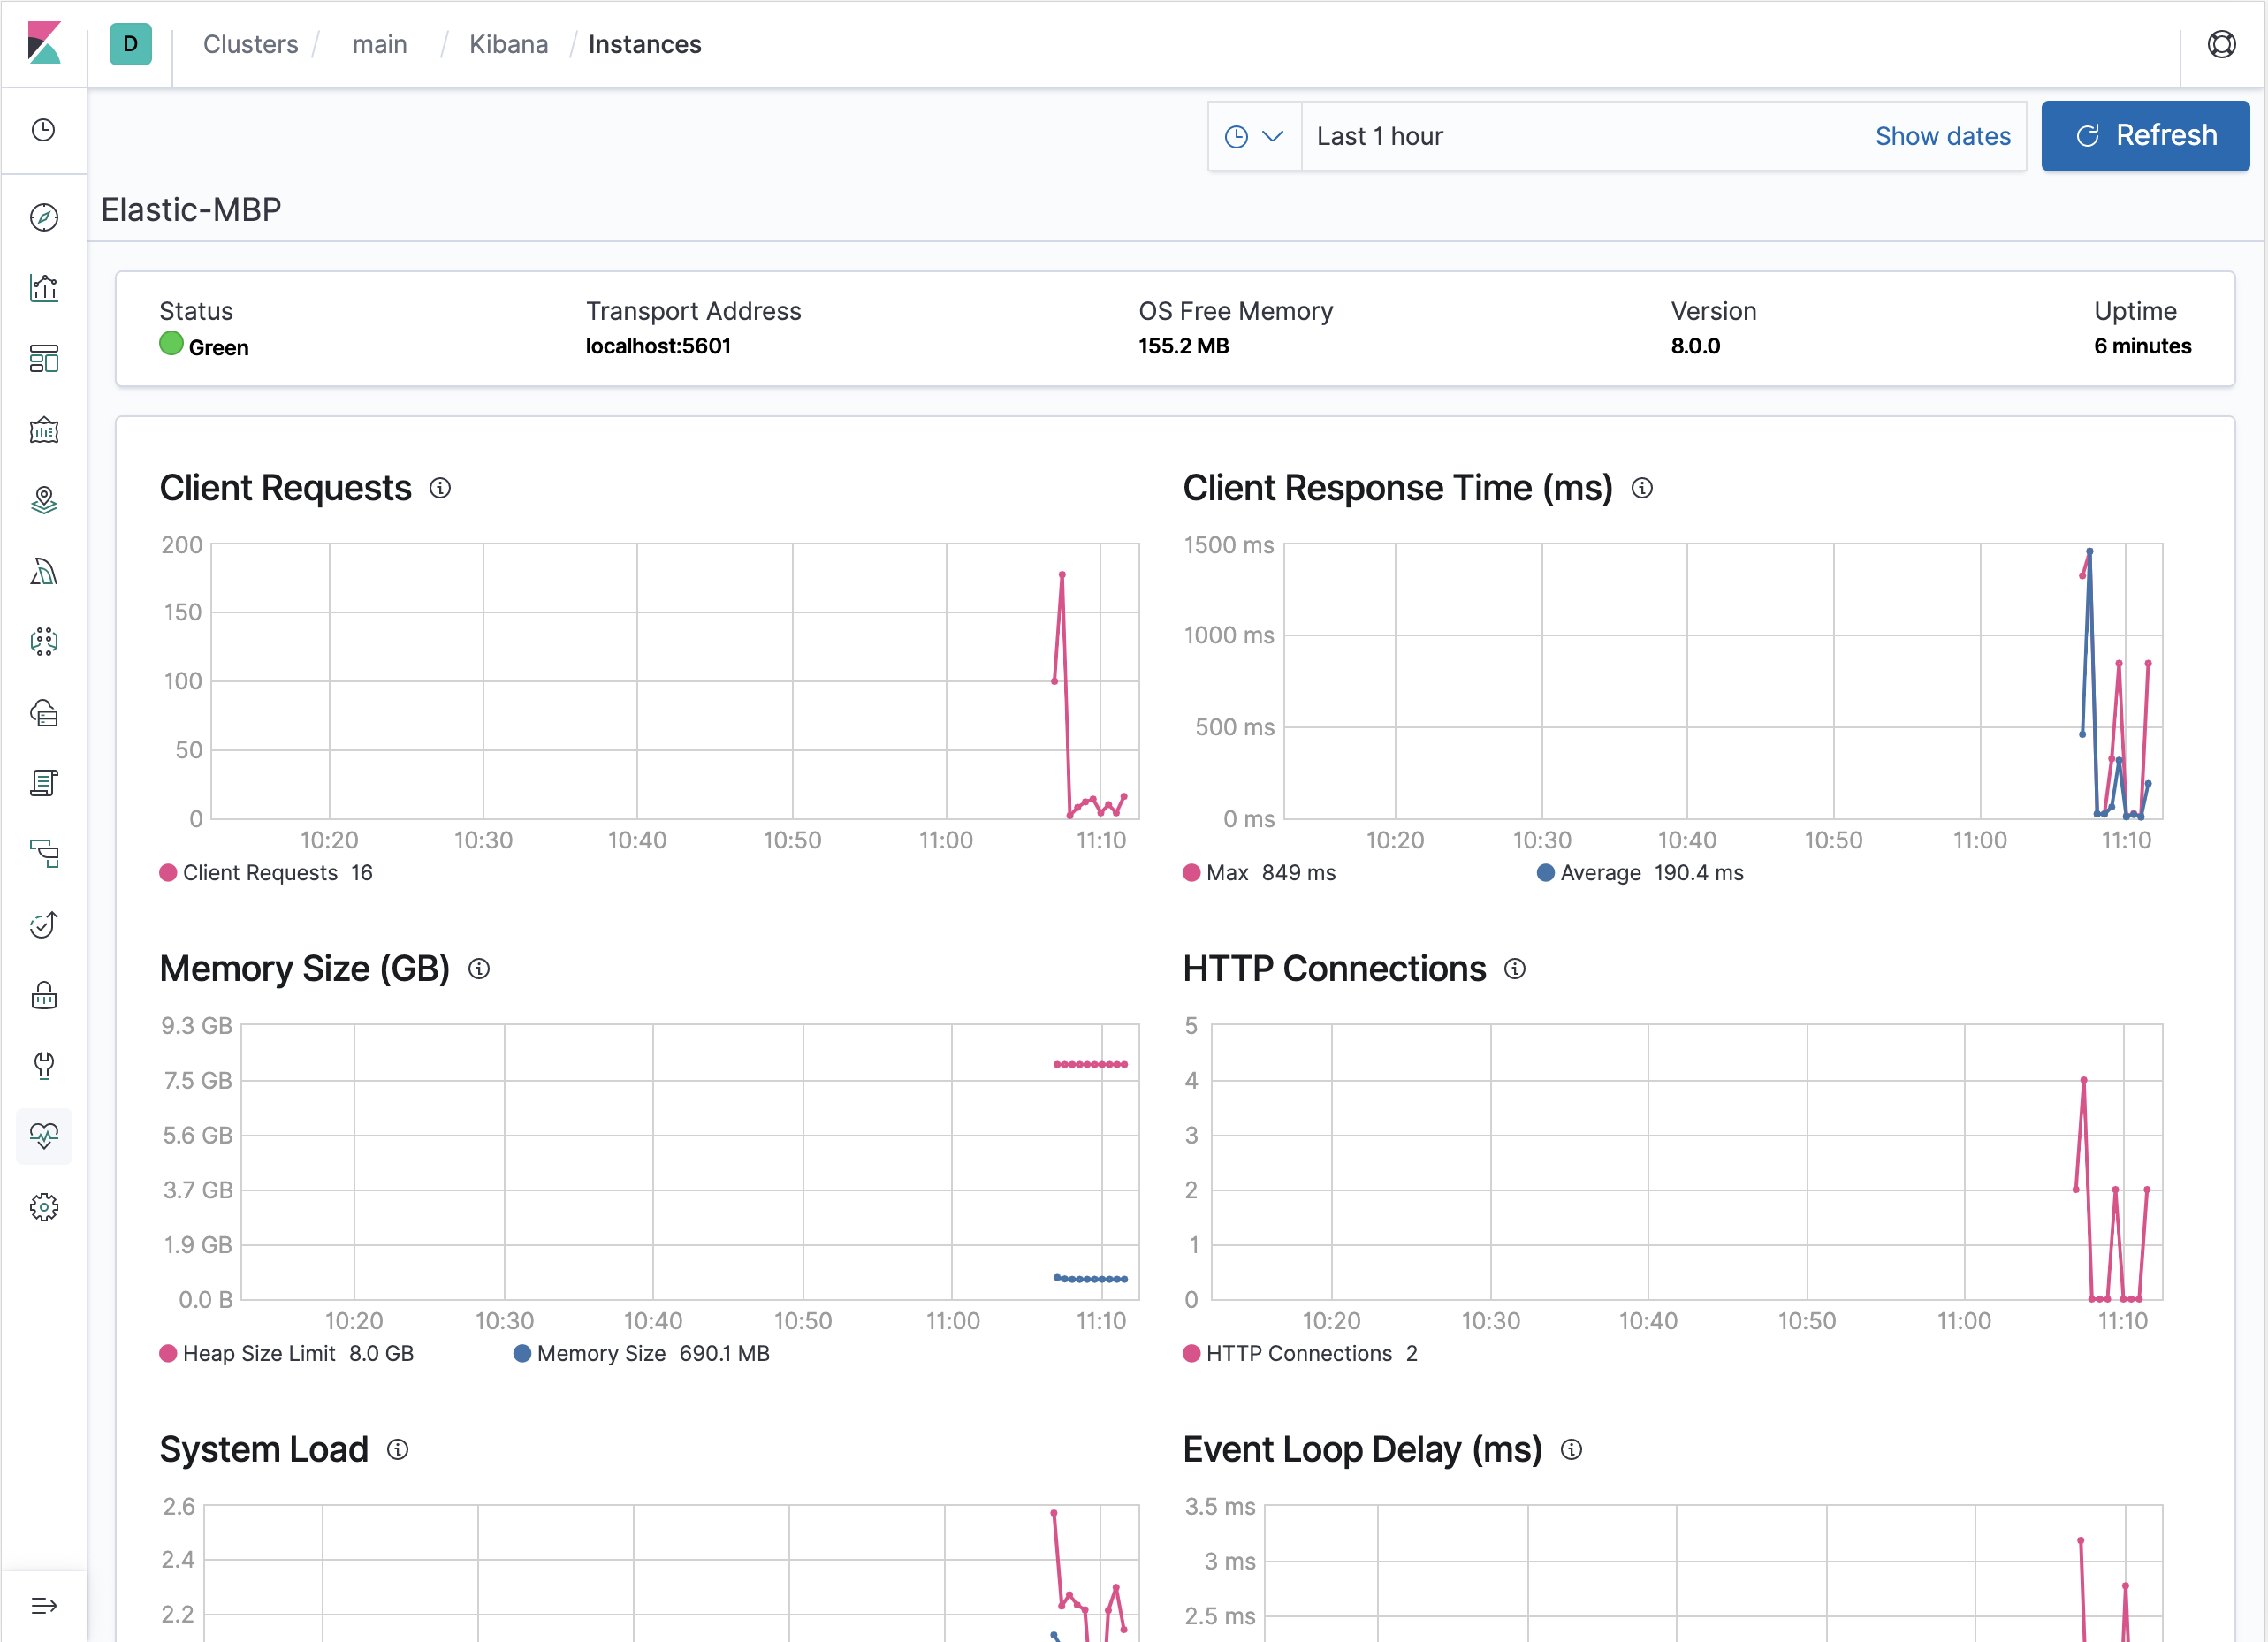 D Clusters / main / Kibana / Instances
Last 1 hour Show dates Refresh
Elastic-MBP
Status Transport Address OS Free Memory Version Uptime
Green localhost:5601 155.2 MB 8.0.0 6 minutes
Client Requests
200
150
100
50
0
10:20 10:30 10:40 10:50 11:00 11:10
Client Requests 16
Client Response Time (ms)
1500 ms
1000 ms
500 ms
0 ms
10:20 10:30 10:40 10:50 11:00 11:10
Max 849 ms Average 190.4 ms
Memory Size (GB)
9.3 GB
7.5 GB
5.6 GB
3.7 GB
1.9 GB
0.0 B
10:20 10:30 10:40 10:50 11:00 11:10
Heap Size Limit 8.0 GB Memory Size 690.1 MB
HTTP Connections
5
4
3
2
1
0
10:20 10:30 10:40 10:50 11:00 11:10
HTTP Connections 2
System Load
2.6
2.4
2.2
Event Loop Delay (ms)
3.5 ms
3 ms
2.5 ms